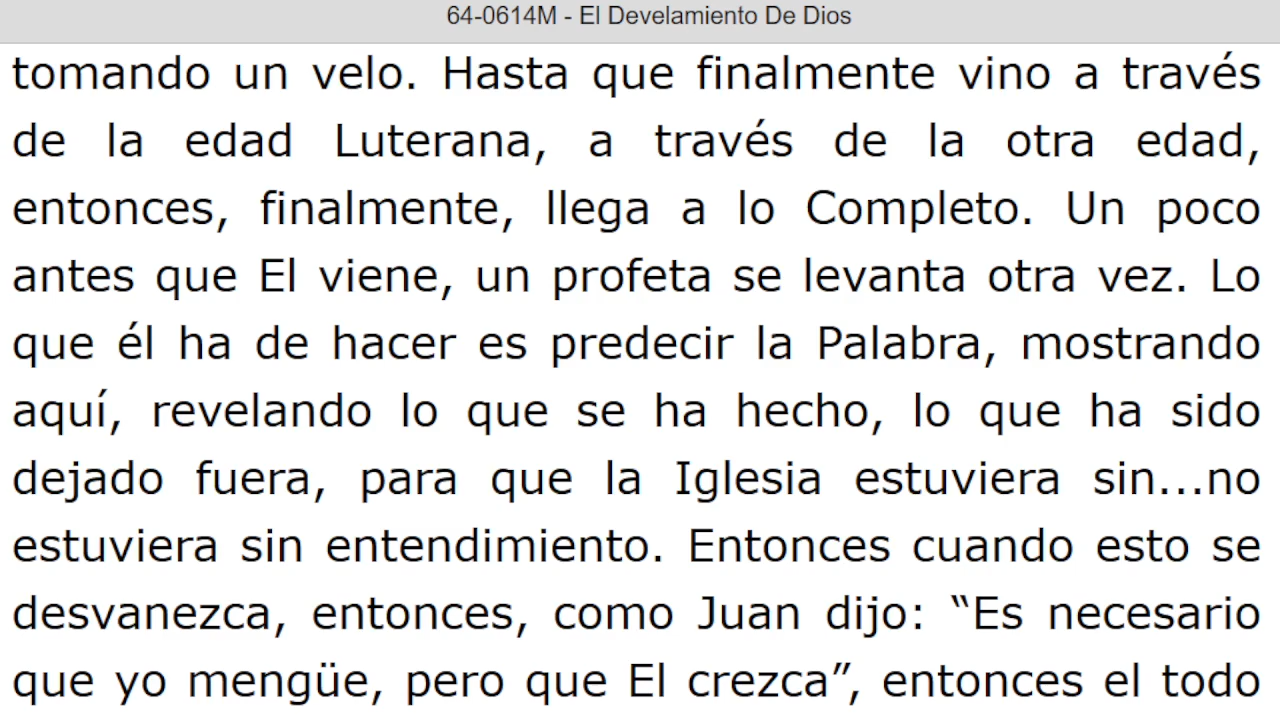 64-0614M - El Develamiento De Dios
tomando un velo. Hasta que finalmente vino a través
de la edad Luterana, a través de la otra edad,
entonces, finalmente, llega a lo Completo. Un poco
antes que El viene, un profeta se levanta otra vez. Lo
que él ha de hacer es predecir la Palabra, mostrando
aquí, revelando lo que se ha hecho, lo que ha sido
dejado fuera, para que la Iglesia estuviera sin...no
estuviera sin entendimiento. Entonces cuando esto se
desvanezca, entonces, como Juan dijo: “Es necesario
que yo mengüe, pero que El crezca”, entonces el todo